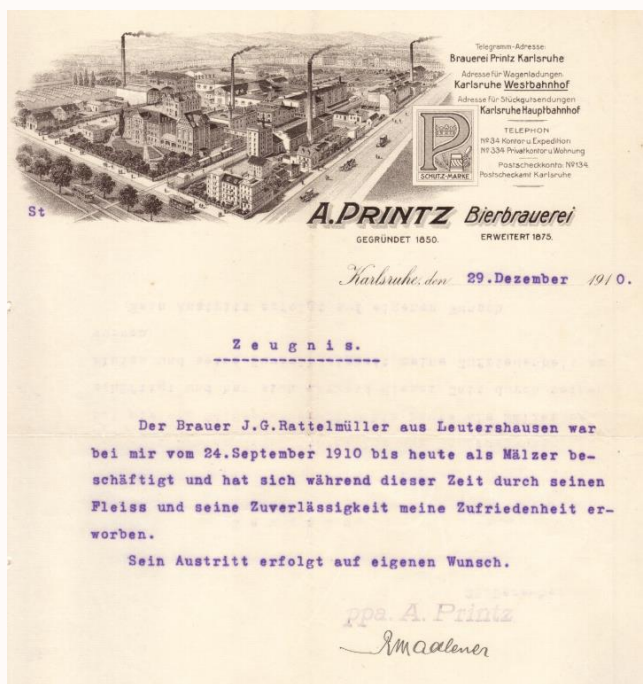 Telegramm-Adresse:
Brauerei Printz Karlsruhe
Adresse für Wagenladungen
Karlsruhe Westbahnhof
Adresse für Stückgutsendungen
Karlsruhe Hauptbahnhof
TELEPHON
Nº 34 Kontor u Expedition
Nº 334 Privatkontor u Wohnung
Postscheckkonto: Nº 134
Postscheckamt Karlsruhe
P
SCHUTZ-MARKE
St
A. PRINTZ Bierbrauerei
GEGRÜNDET 1850. ERWEITERT 1875.
Karlsruhe, den 29.Dezember 1910.
Zeugnis.
Der Brauer J.G.Rattelmüller aus Leutershausen war
bei mir vom 24.September 1910 bis heute als Mälzer be-
schäftigt und hat sich während dieser Zeit durch seinen
Fleiss und seine Zuverlässigkeit meine Zufriedenheit er-
worben.
Sein Austritt erfolgt auf eigenen Wunsch.
ppa. A. Printz